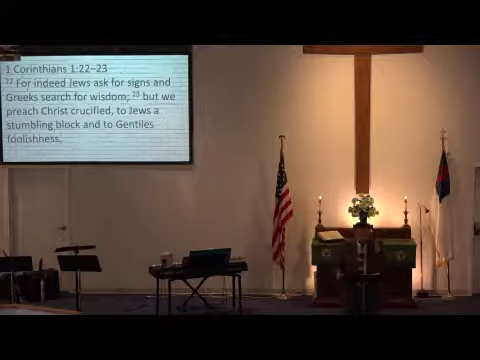 1 Corinthians 1:22–23
22 For indeed Jews ask for signs and
Greeks search for wisdom; 23 but we
preach Christ crucified, to Jews a
stumbling block and to Gentiles
foolishness,